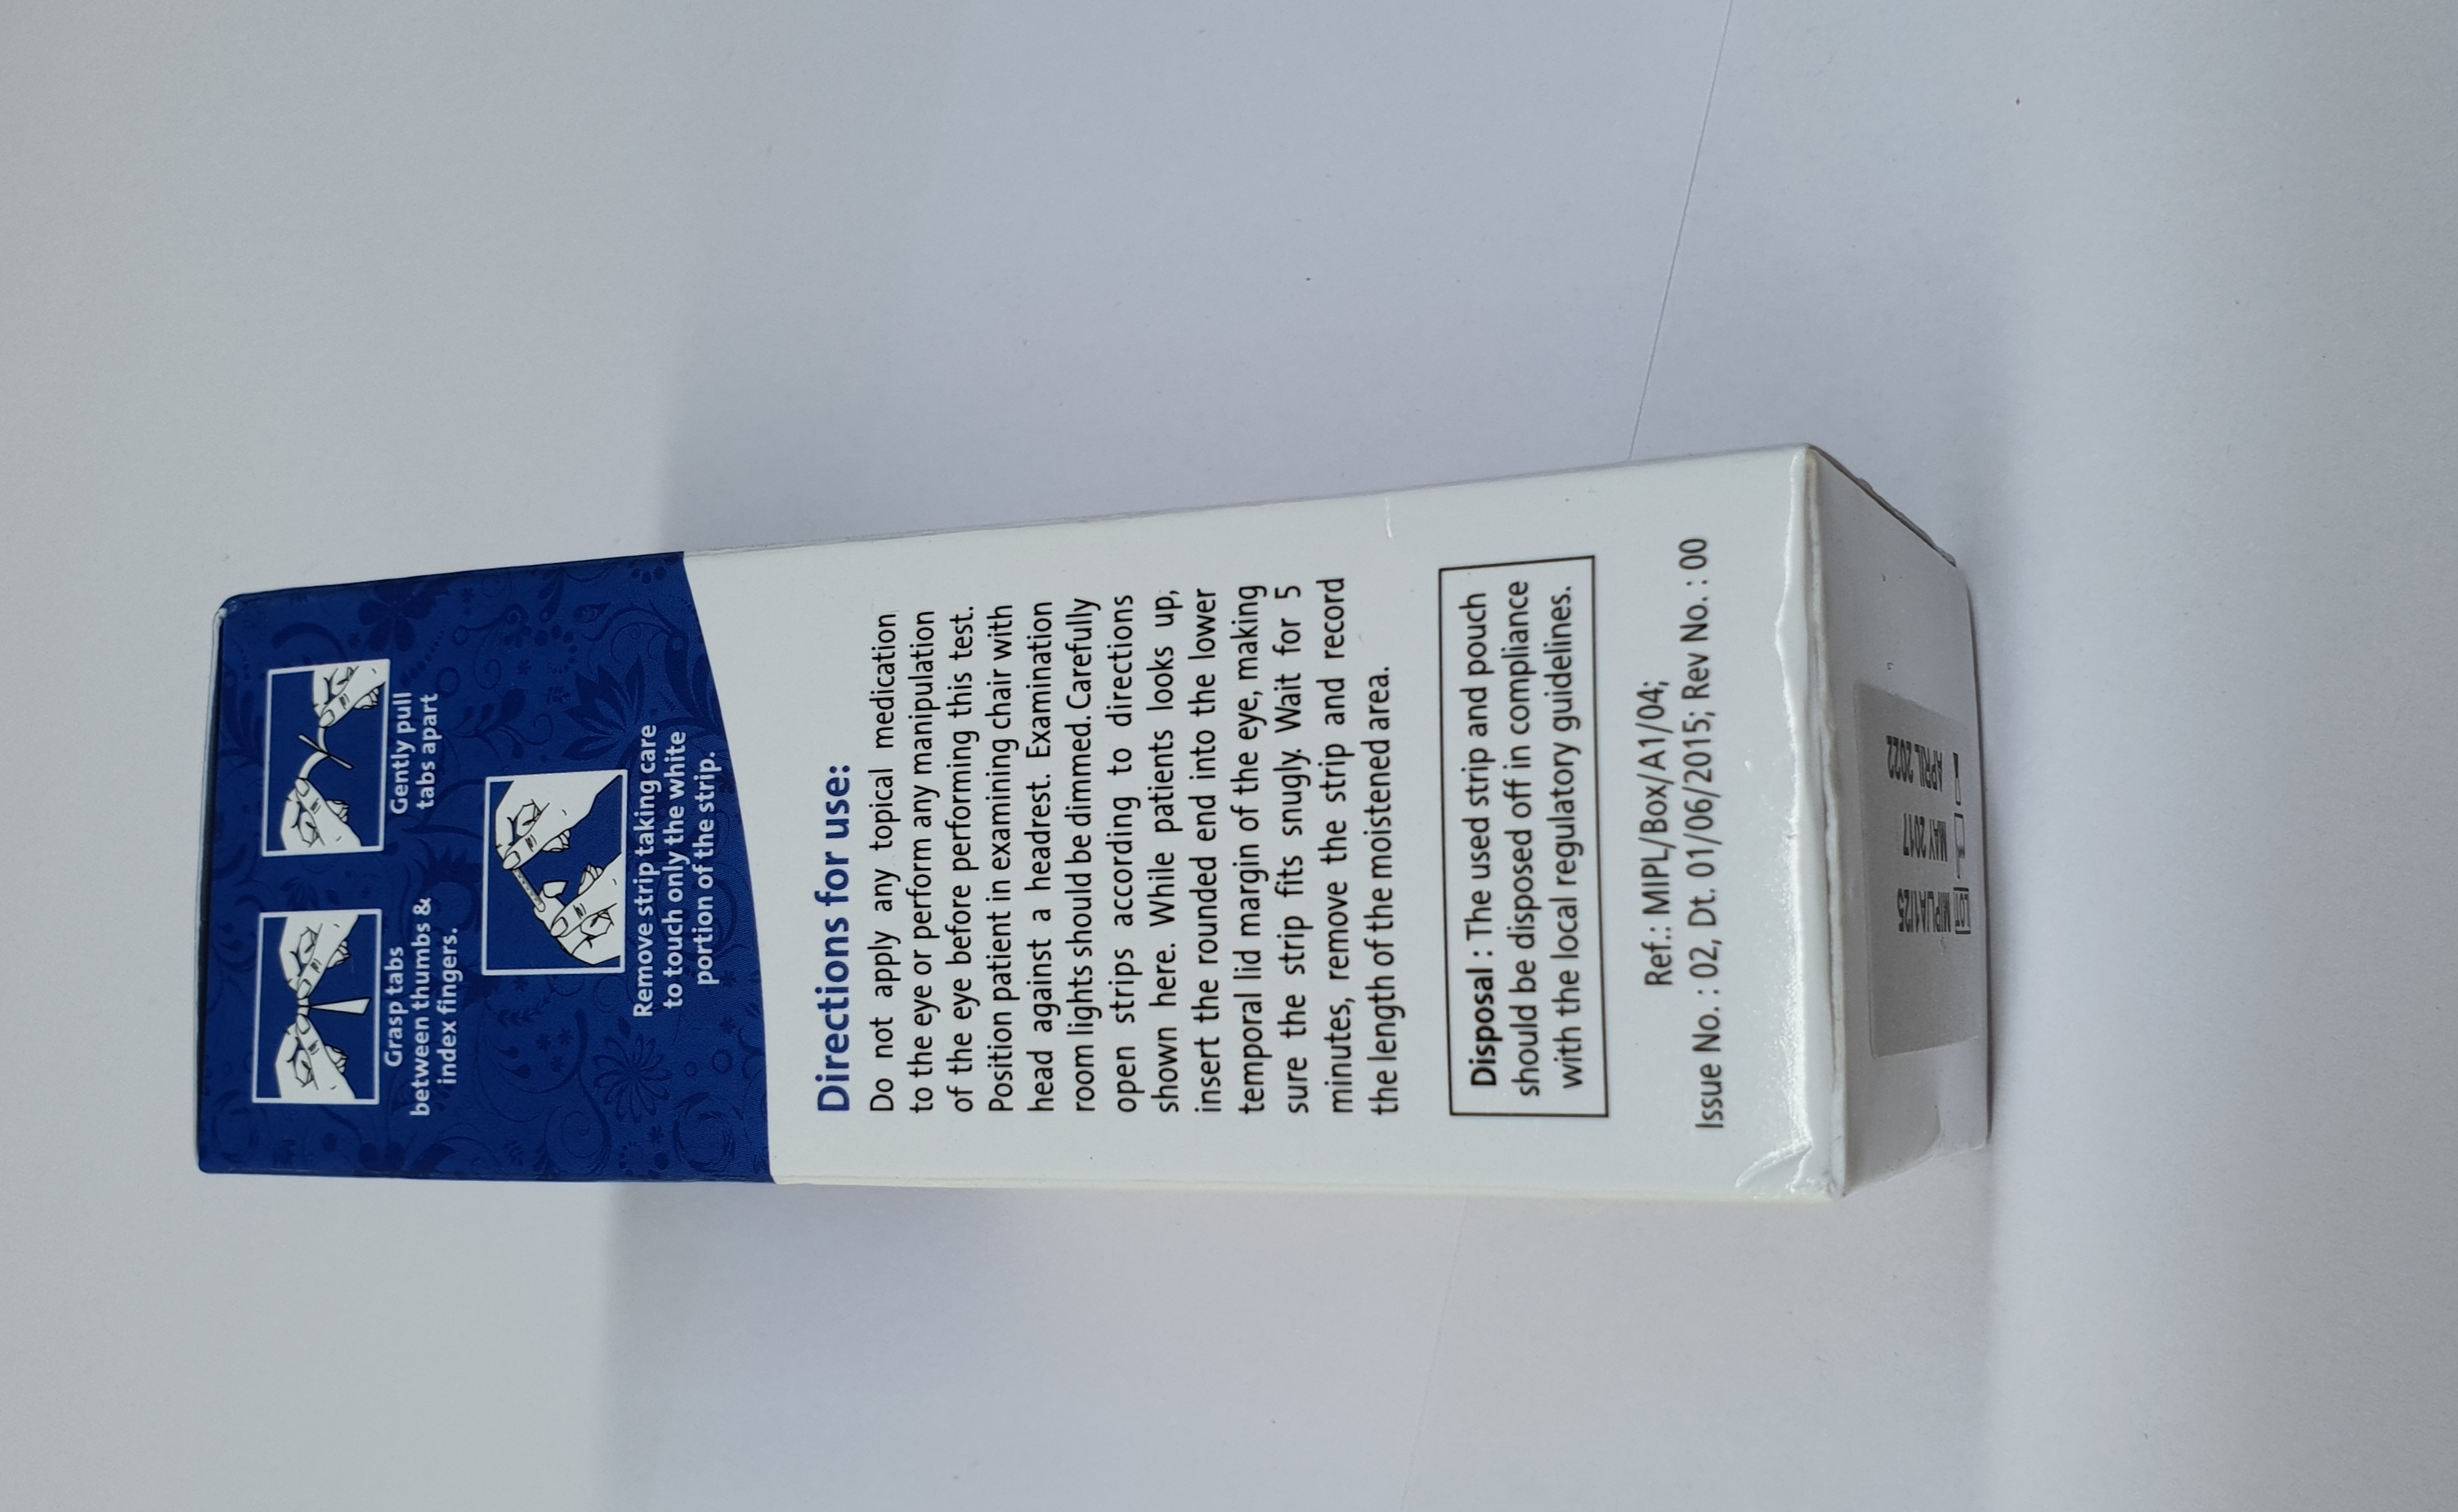 Grasp tabs
between thumbs &
index fingers.
Gently pull
tabs apart
Remove strip taking care
to touch only the white
portion of the strip.
Directions for use:
Do not apply any topical medication
to the eye or perform any manipulation
of the eye before performing this test.
Position patient in examining chair with
head against a headrest. Examination
room lights should be dimmed. Carefully
open strips according to directions
shown here. While patients looks up,
insert the rounded end into the lower
temporal lid margin of the eye, making
sure the strip fits snugly. Wait for 5
minutes, remove the strip and record
the length of the moistened area.
Disposal : The used strip and pouch
should be disposed off in compliance
with the local regulatory guidelines.
Ref.: MIPL/Box/A1/04;
Issue No. : 02, Dt. 01/06/2015; Rev No. : 00
LOT MIPL/A1/25
MAY 2017
APRIL 2022